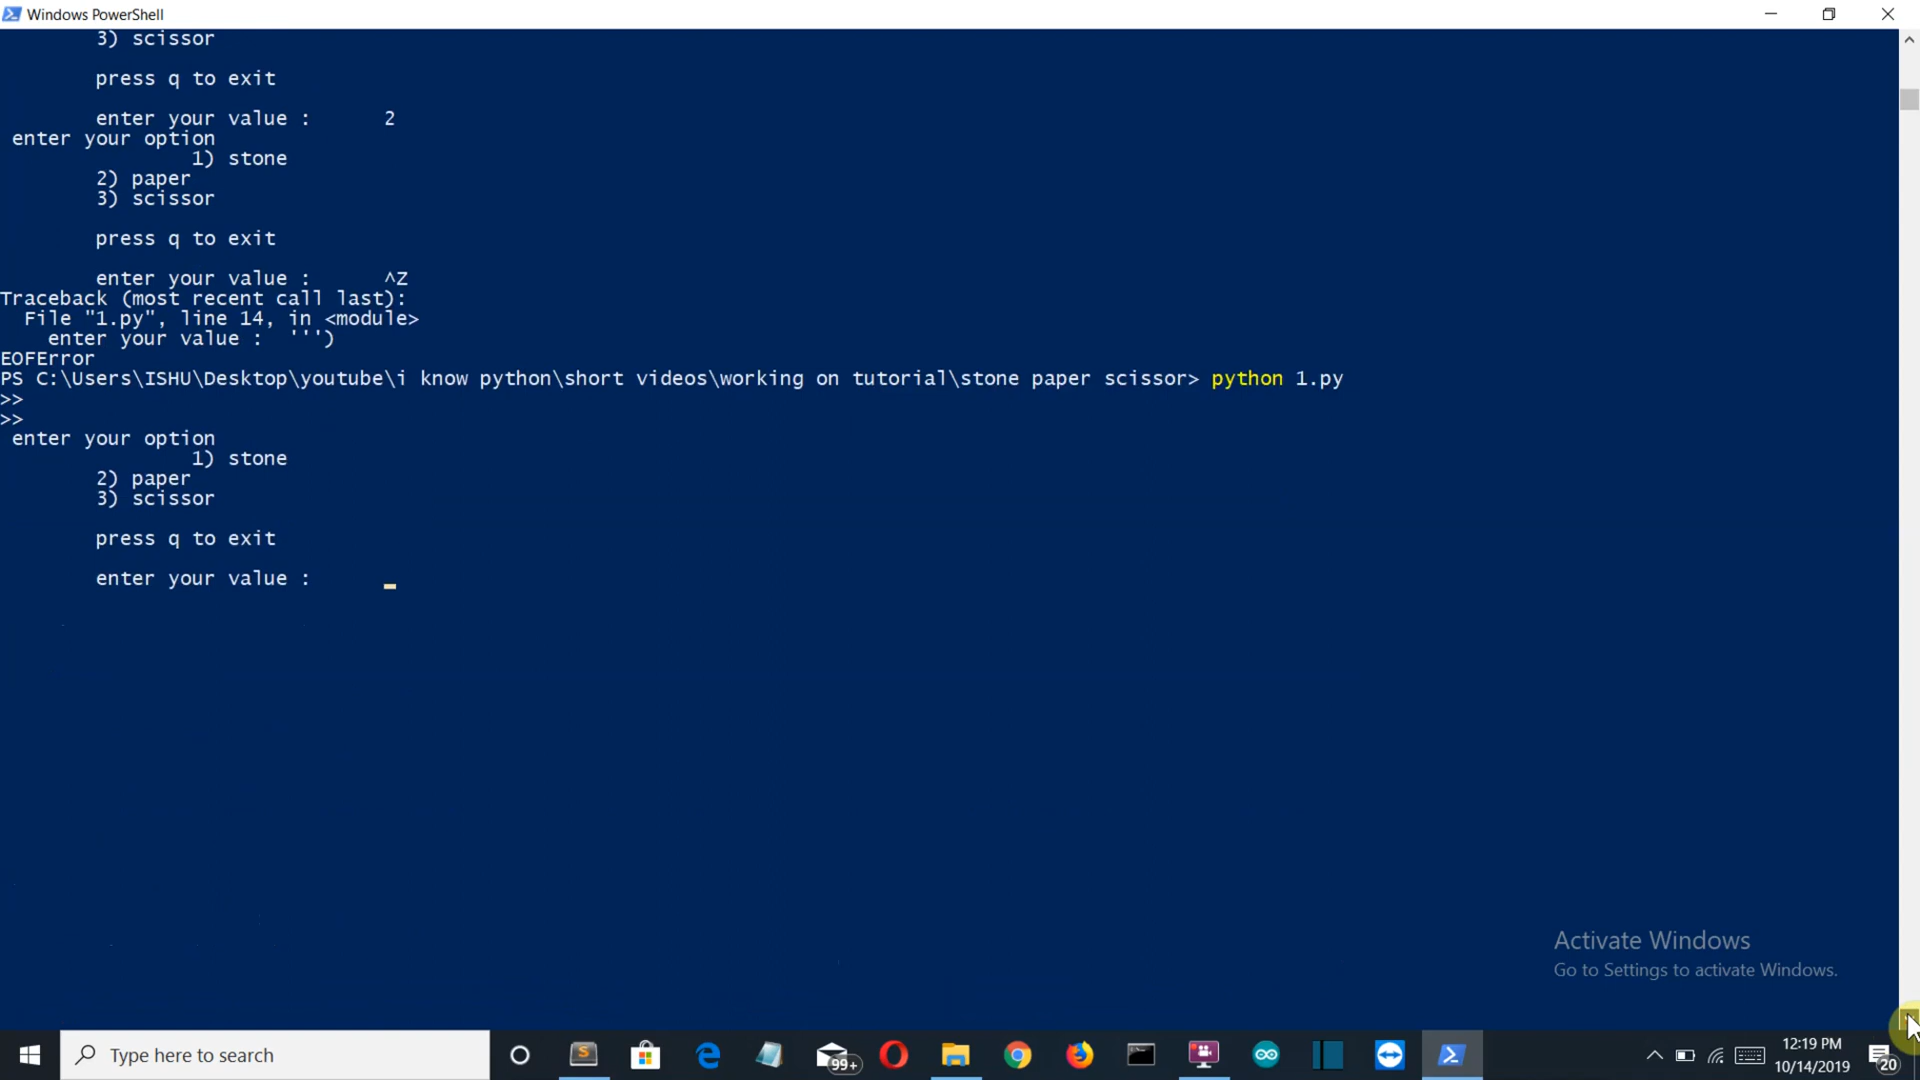 Windows PowerShell
3) scissor
press q to exit
enter your value : 2
enter your option
1) stone
2) paper
3) scissor
press q to exit
enter your value : ^Z
Traceback (most recent call last):
File "1.py", line 14, in <module>
enter your value : ''')
EOFError
PS C:\Users\ISHU\Desktop\youtube\i know python\short videos\working on tutorial\stone paper scissor> python 1.py
>>
>>
enter your option
1) stone
2) paper
3) scissor
press q to exit
enter your value : _
Activate Windows
Go to Settings to activate Windows.
Type here to search
99+
12:19 PM
10/14/2019
20